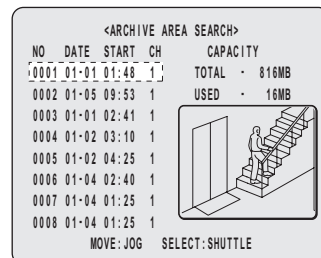 <ARCHIVE AREA SEARCH>
NO DATE START CH CAPACITY
0001 01-01 01:48 1 TOTAL - 816MB
0002 01-05 09:53 1 USED - 16MB
0003 01-01 02:41 1
0004 01-02 03:10 1
0005 01-02 04:25 1
0006 01-04 02:40 1
0007 01-04 01:25 1
0008 01-04 01:25 1
MOVE:JOG SELECT:SHUTTLE